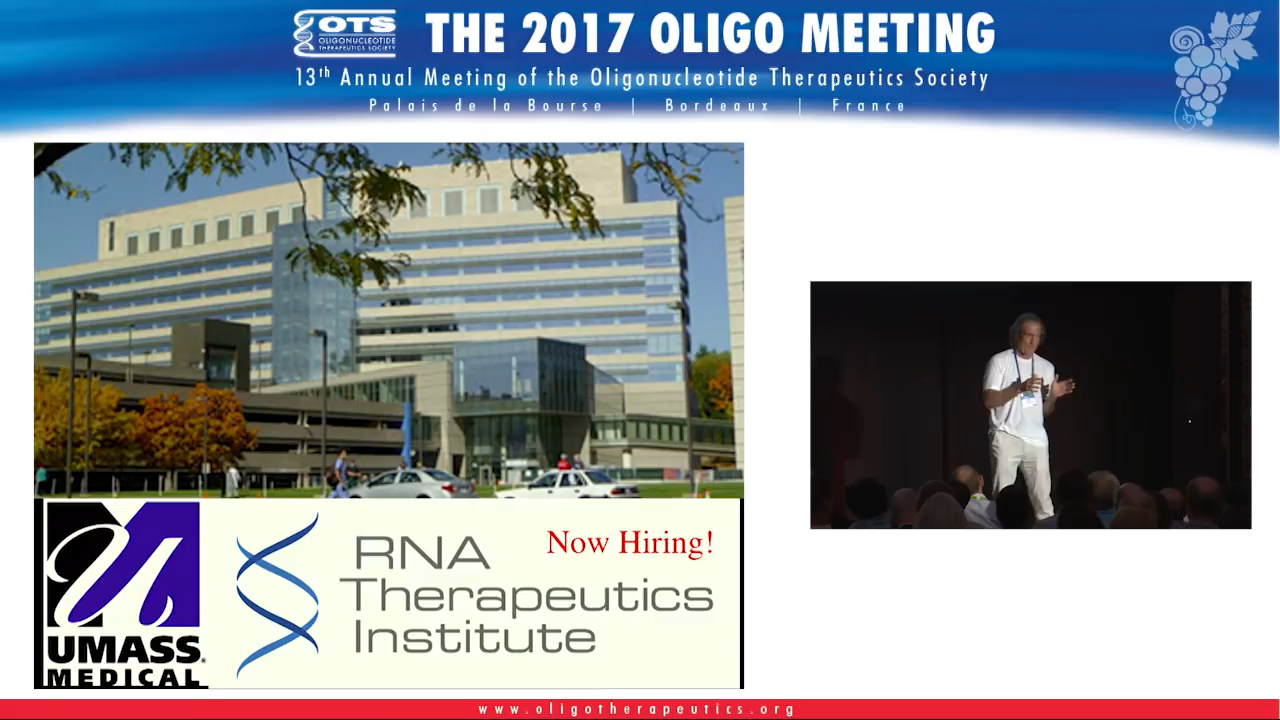 OTS
OLIGONUCLEOTIDE
THERAPEUTICS SOCIETY
THE 2017 OLIGO MEETING
13th Annual Meeting of the Oligonucleotide Therapeutics Society
Palais de la Bourse | Bordeaux | France
Now Hiring!
RNA
Therapeutics
Institute
UMASS
MEDICAL
www.oligotherapeutics.org